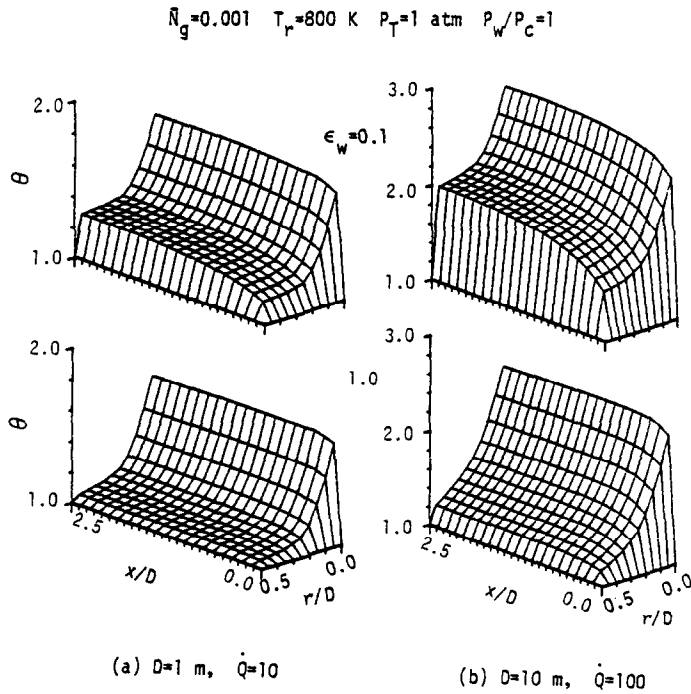 N̄g=0.001 Tr=800 K PT=1 atm Pw/Pc=1
2.0
θ
1.0
3.0
ϵw=0.1
2.0
1.0
2.0
θ
1.0
2.5
x/D
0.0
0.5
r/D
0.0
3.0
1.0
2.0
1.0
2.5
x/D
0.0
0.5
r/D
0.0
(a) D=1 m, Q̇=10
(b) D=10 m, Q̇=100